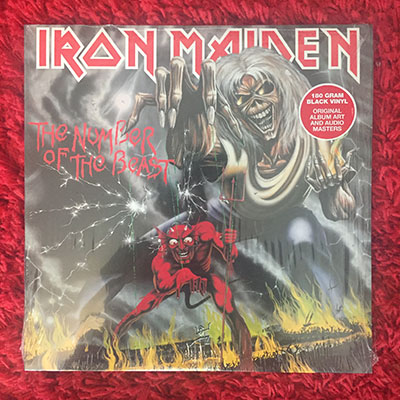 IRON MAIDEN
THE NUMBER
OF THE BEAST
180 GRAM
BLACK VINYL
ORIGINAL
ALBUM ART
AND AUDIO
MASTERS